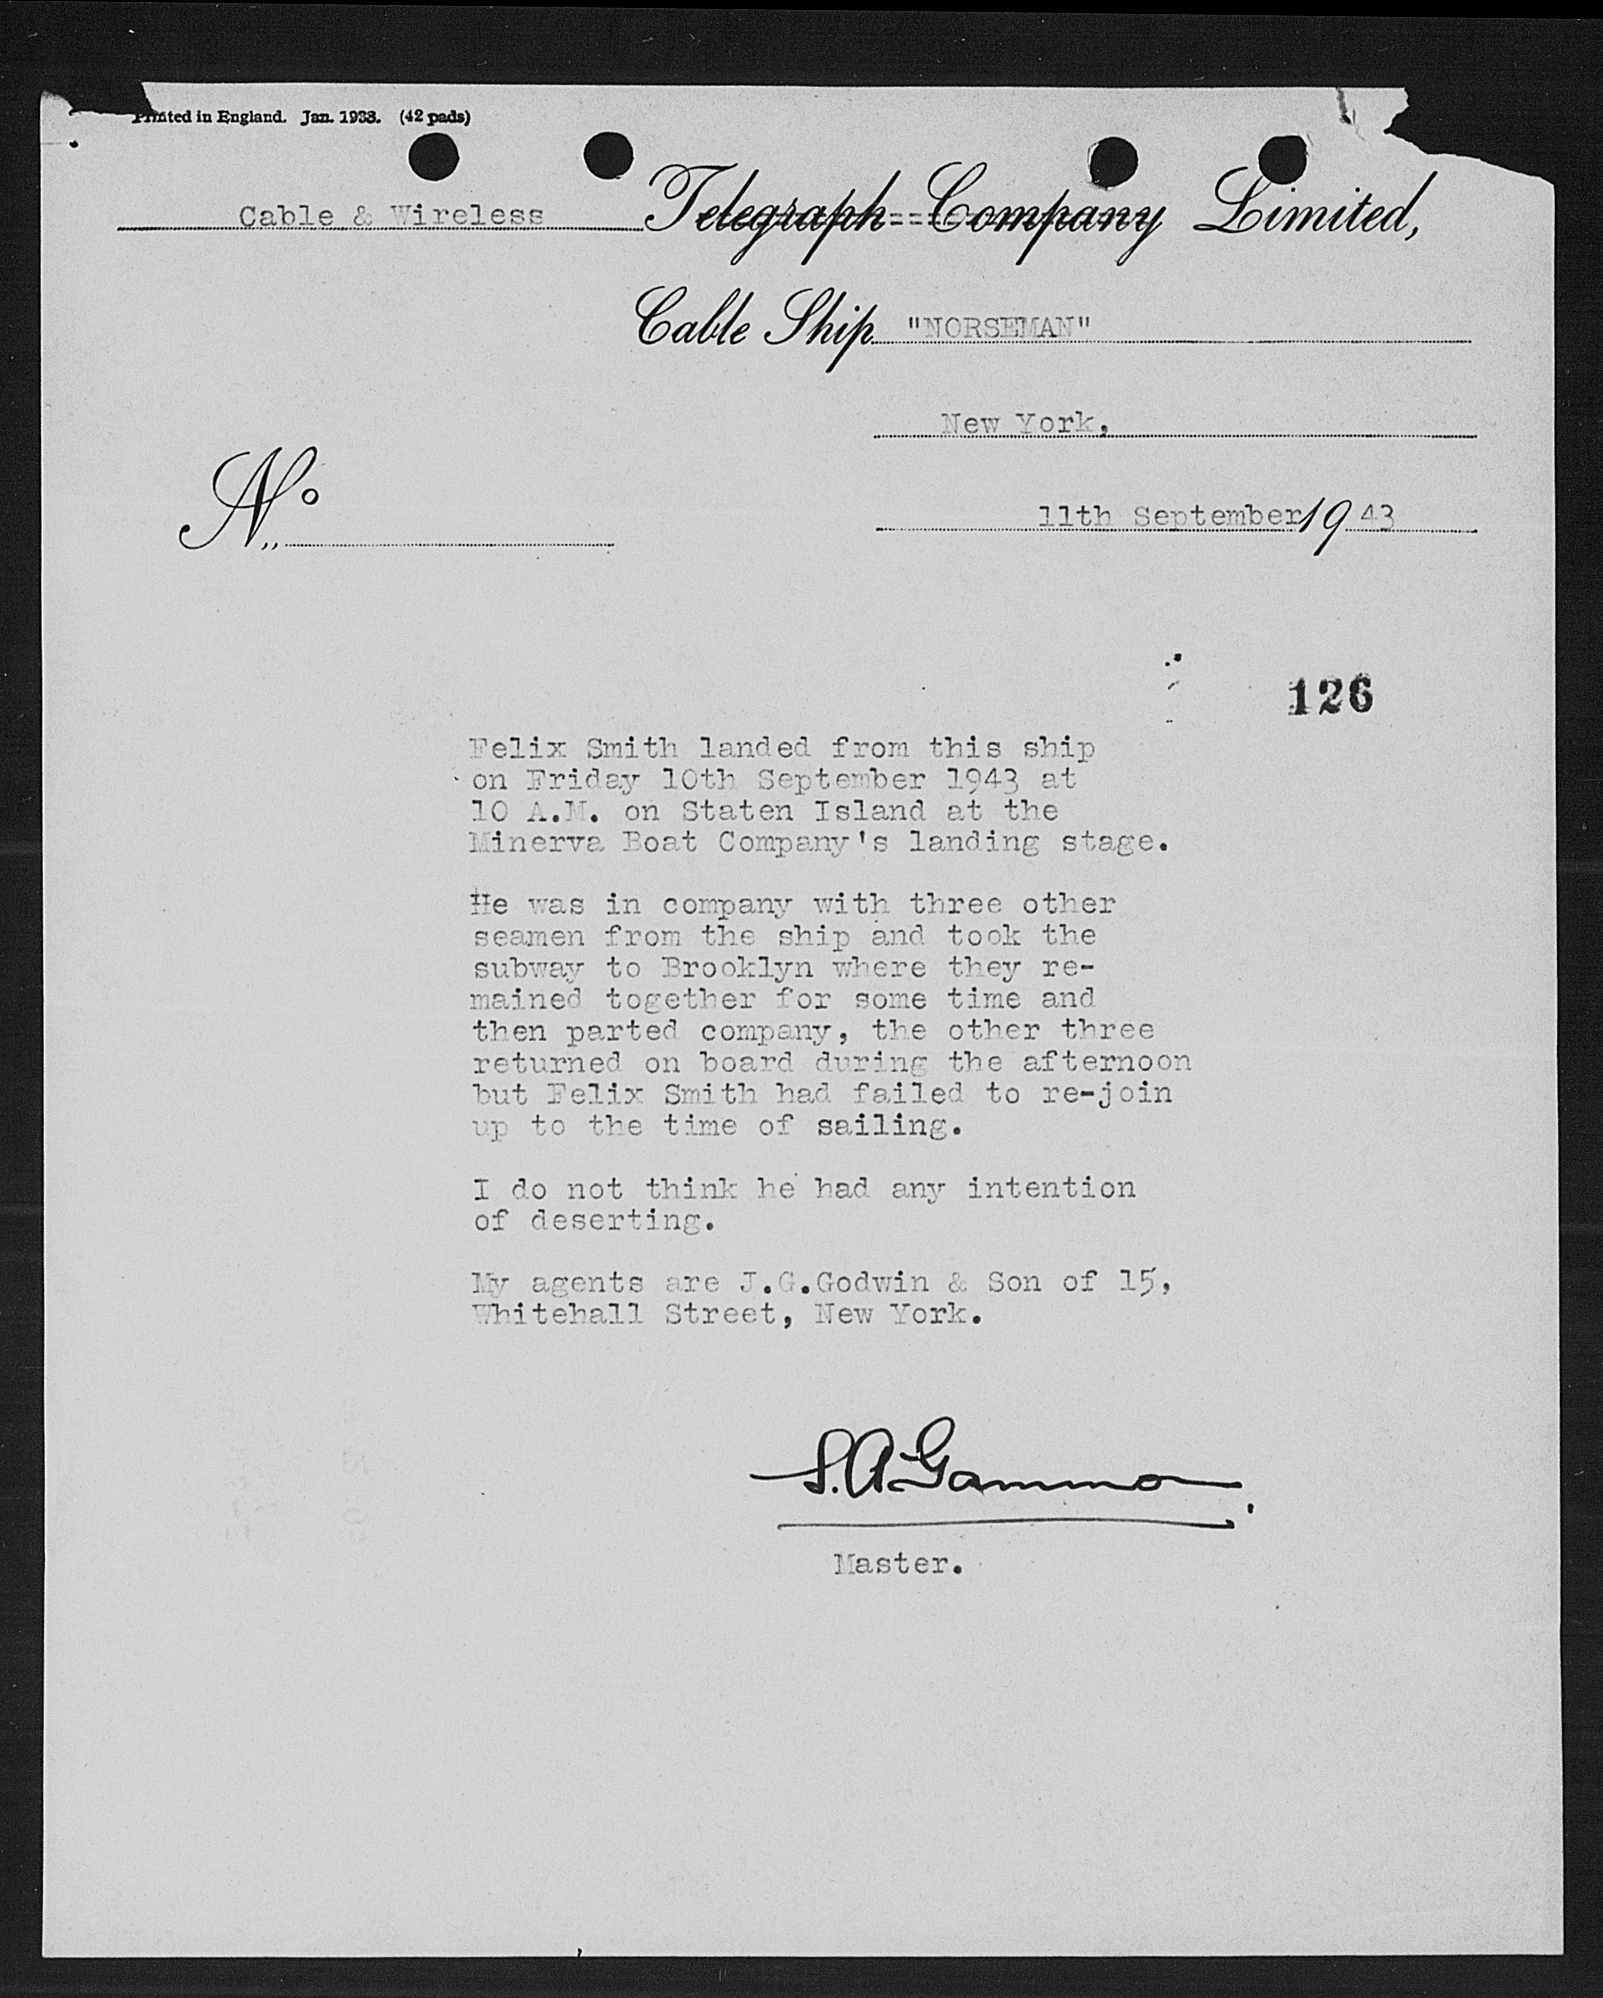 Printed in England. Jan. 1938. (42 pads)
Cable & Wireless Telegraph Company Limited,
Cable Ship "NORSEMAN"
New York,
No
11th September 1943
126
Felix Smith landed from this ship
on Friday 10th September 1943 at
10 A.M. on Staten Island at the
Minerva Boat Company's landing stage.
He was in company with three other
seamen from the ship and took the
subway to Brooklyn where they re-
mained together for some time and
then parted company, the other three
returned on board during the afternoon
but Felix Smith had failed to re-join
up to the time of sailing.
I do not think he had any intention
of deserting.
My agents are J.G.Godwin & Son of 15,
Whitehall Street, New York.
S.A. Gamma
Master.